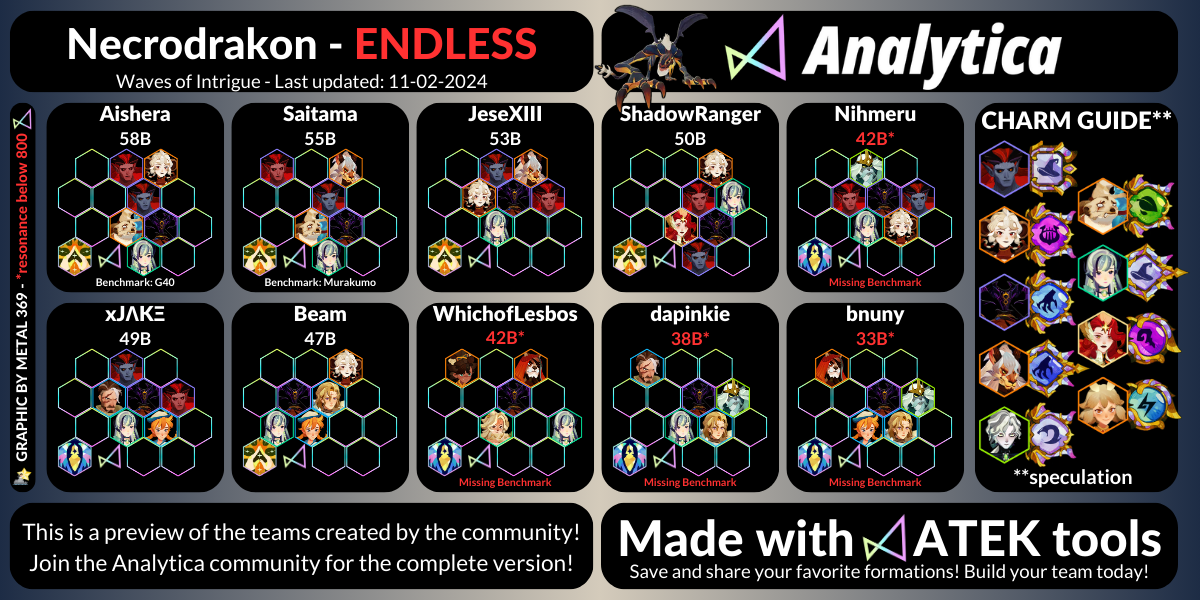 Necrodrakon - ENDLESS
Waves of Intrigue - Last updated: 11-02-2024
Analytica
GRAPHIC BY METAL 369 - *resonance below 800
Aishera
58B
Benchmark: G40
Saitama
55B
Benchmark: Murakumo
JeseXIII
53B
ShadowRanger
50B
Nihmeru
42B*
Missing Benchmark
xJΛKΞ
49B
Beam
47B
WhichofLesbos
42B*
Missing Benchmark
dapinkie
38B*
Missing Benchmark
bnuny
33B*
Missing Benchmark
CHARM GUIDE**
**speculation
This is a preview of the teams created by the community!
Join the Analytica community for the complete version!
Made with ATEK tools
Save and share your favorite formations! Build your team today!